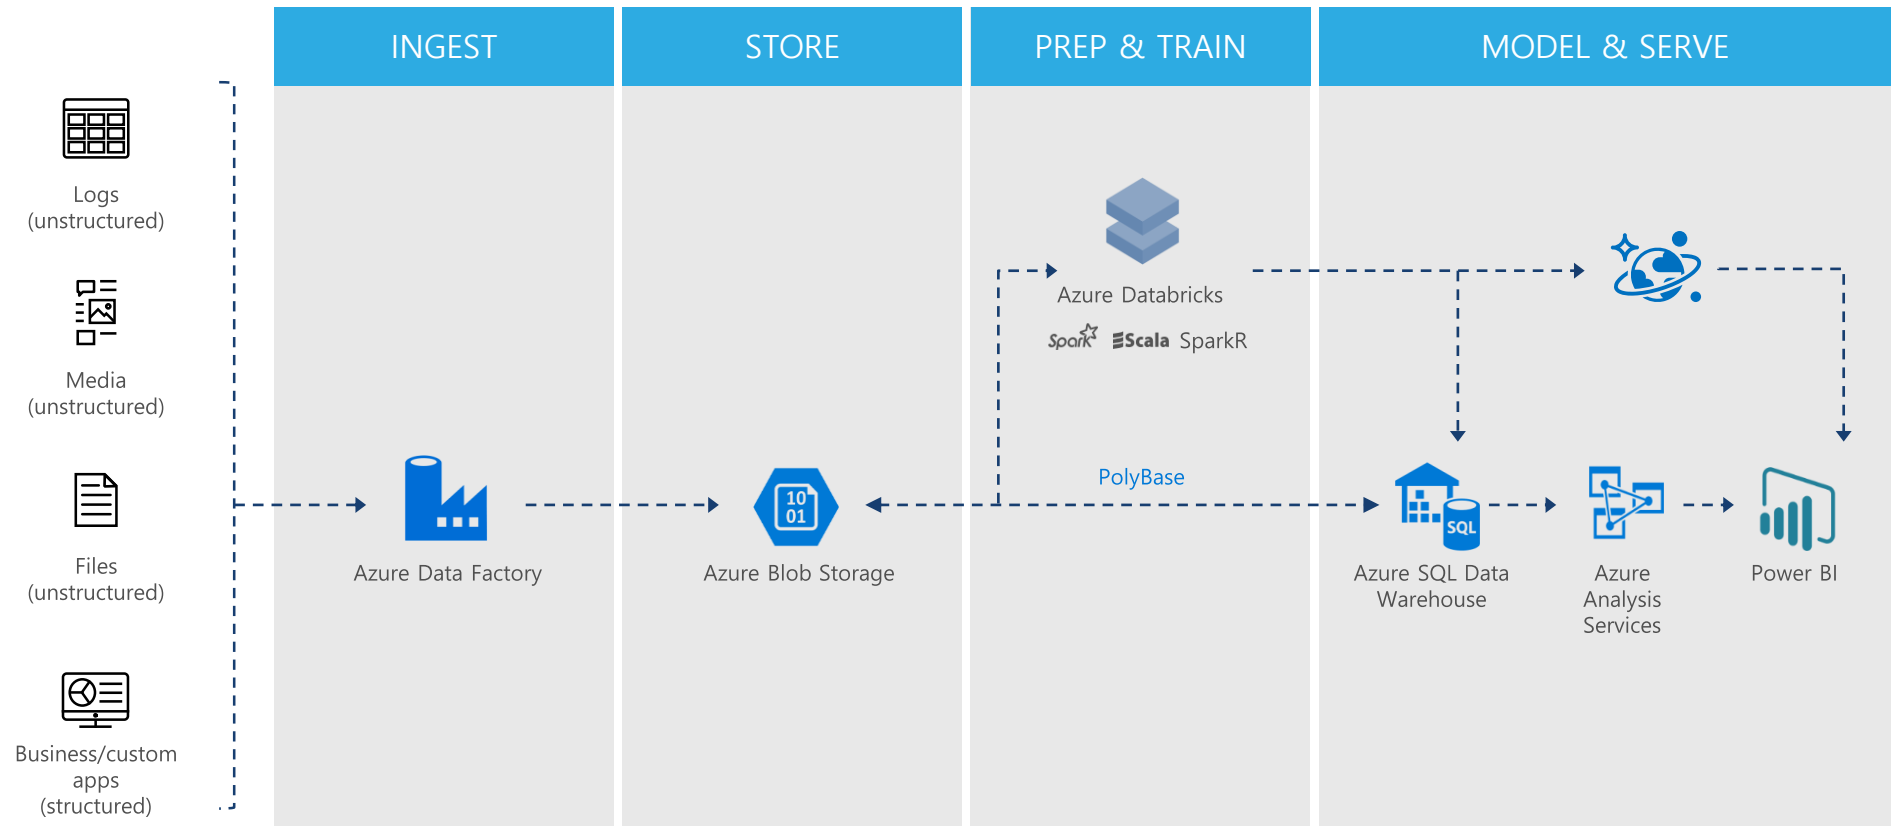 INGEST
STORE
PREP & TRAIN
MODEL & SERVE
Logs
(unstructured)
Media
(unstructured)
Files
(unstructured)
Business/custom
apps
(structured)
Azure Data Factory
10
01
Azure Blob Storage
Azure Databricks
Spark Scala SparkR
PolyBase
SQL
Azure SQL Data
Warehouse
Azure
Analysis
Services
Power BI